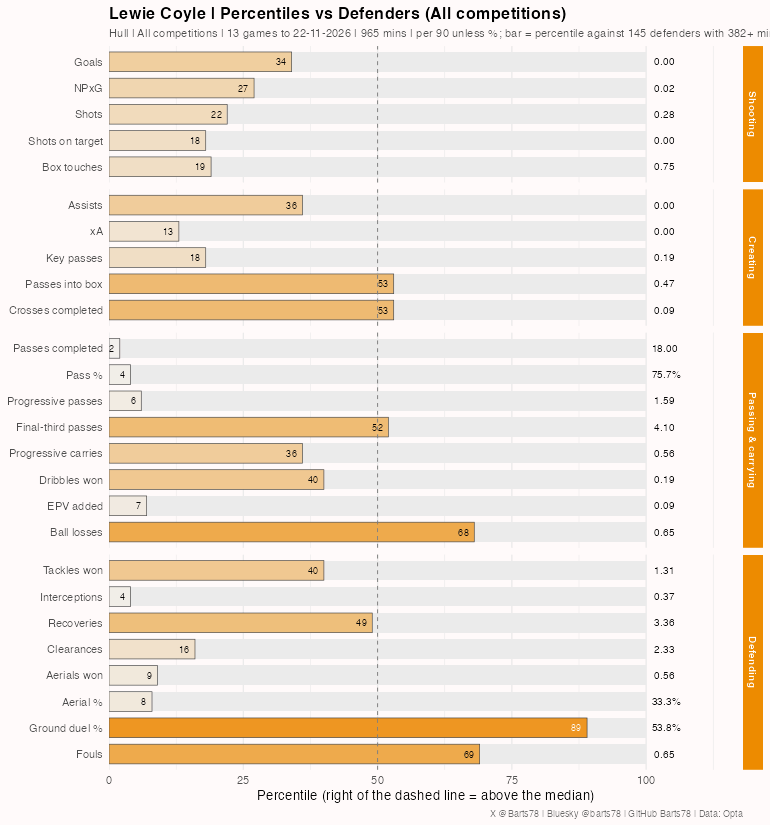 Lewie Coyle | Percentiles vs Defenders (All competitions)
Hull | All competitions | 13 games to 22-11-2026 | 965 mins | per 90 unless %; bar = percentile against 145 defenders with 382+ mi
Goals 34 0.00
NPxG 27 0.02
Shots 22 0.28
Shots on target 18 0.00
Box touches 19 0.75
Shooting
Assists 36 0.00
xA 13 0.00
Key passes 18 0.19
Passes into box 53 0.47
Crosses completed 53 0.09
Creating
Passes completed 2 18.00
Pass % 4 75.7%
Progressive passes 6 1.59
Final-third passes 52 4.10
Progressive carries 36 0.56
Dribbles won 40 0.19
EPV added 7 0.09
Ball losses 68 0.65
Passing & carrying
Tackles won 40 1.31
Interceptions 4 0.37
Recoveries 49 3.36
Clearances 16 2.33
Aerials won 9 0.56
Aerial % 8 33.3%
Ground duel % 89 53.8%
Fouls 69 0.65
Defending
0 25 50 75 100
Percentile (right of the dashed line = above the median)
X @Barts78 | Bluesky @barts78 | GitHub Barts78 | Data: Opta